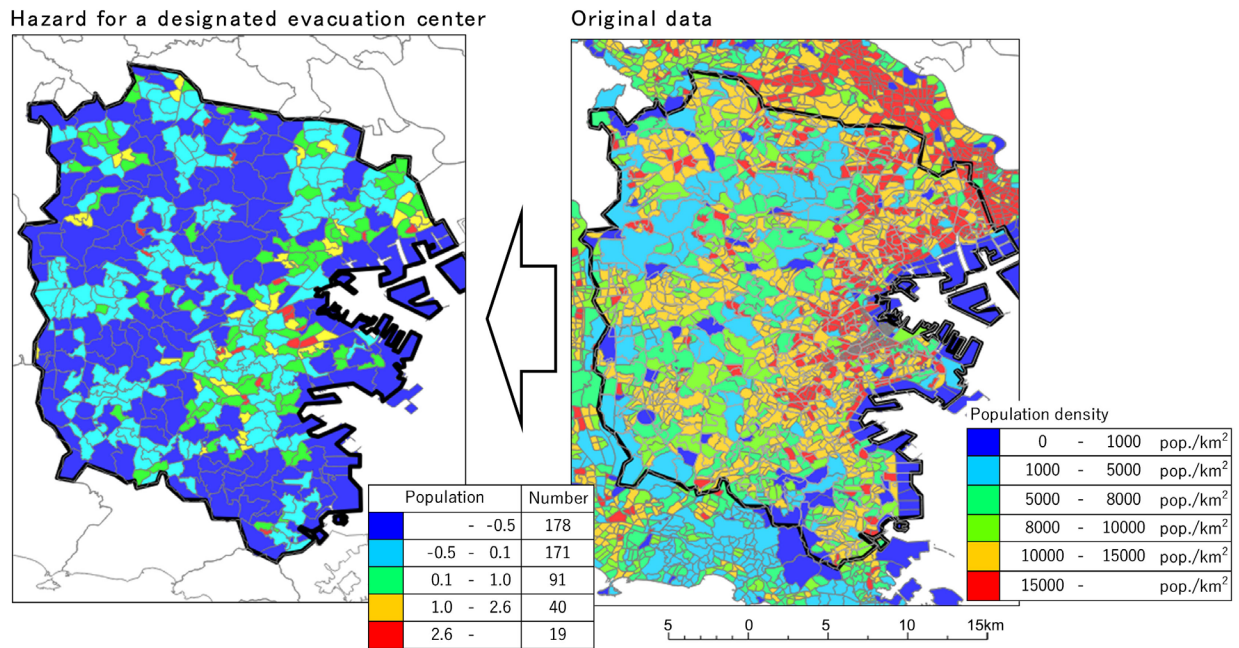 Hazard for a designated evacuation center
Original data
Population Number
- -0.5 178
-0.5 - 0.1 171
0.1 - 1.0 91
1.0 - 2.6 40
2.6 - 19
Population density
0 - 1000 pop./km²
1000 - 5000 pop./km²
5000 - 8000 pop./km²
8000 - 10000 pop./km²
10000 - 15000 pop./km²
15000 - pop./km²
5 0 5 10 15km